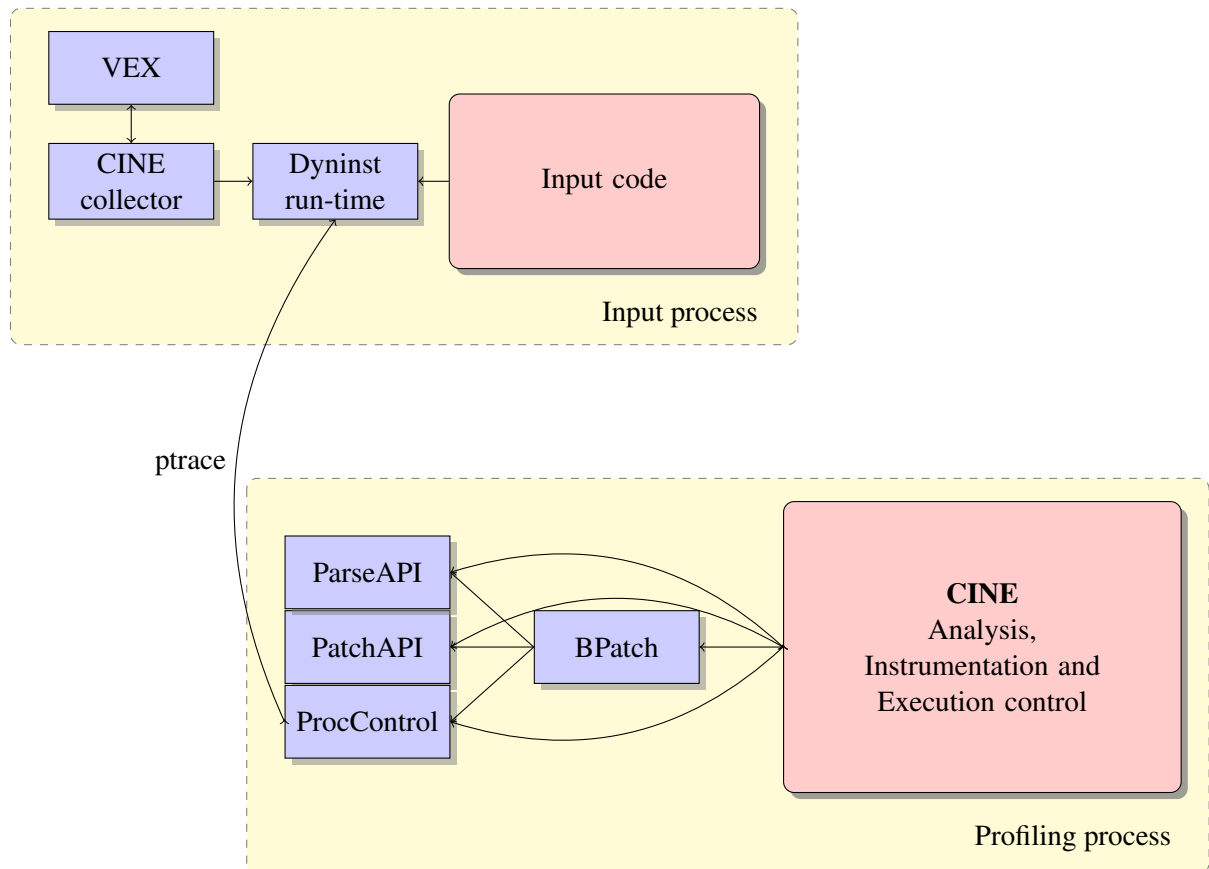 VEX
CINE
collector
Dyninst
run-time
Input code
Input process
ptrace
ParseAPI
PatchAPI
ProcControl
BPatch
CINE
Analysis,
Instrumentation and
Execution control
Profiling process